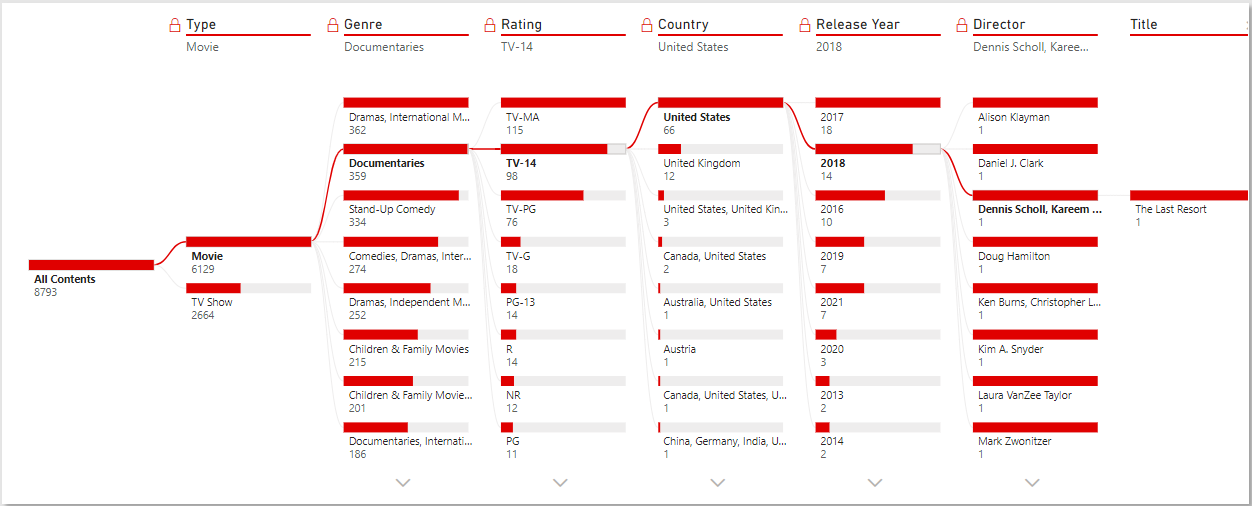 Type
Movie
Genre
Documentaries
Rating
TV-14
Country
United States
Release Year
2018
Director
Dennis Scholl, Karee...
Title
All Contents
8793
Movie
6129
TV Show
2664
Dramas, International M...
362
Documentaries
359
Stand-Up Comedy
334
Comedies, Dramas, Inter...
274
Dramas, Independent M...
252
Children & Family Movies
215
Children & Family Movie...
201
Documentaries, Internati...
186
TV-MA
115
TV-14
98
TV-PG
76
TV-G
18
PG-13
14
R
14
NR
12
PG
11
United States
66
United Kingdom
12
United States, United Kin...
3
Canada, United States
2
Australia, United States
1
Austria
1
Canada, United States, U...
1
China, Germany, India, U...
1
2017
18
2018
14
2016
10
2019
7
2021
7
2020
3
2013
2
2014
2
Alison Klayman
1
Daniel J. Clark
1
Dennis Scholl, Kareem ...
1
Doug Hamilton
1
Ken Burns, Christopher L...
1
Kim A. Snyder
1
Laura VanZee Taylor
1
Mark Zwonitzer
1
The Last Resort
1